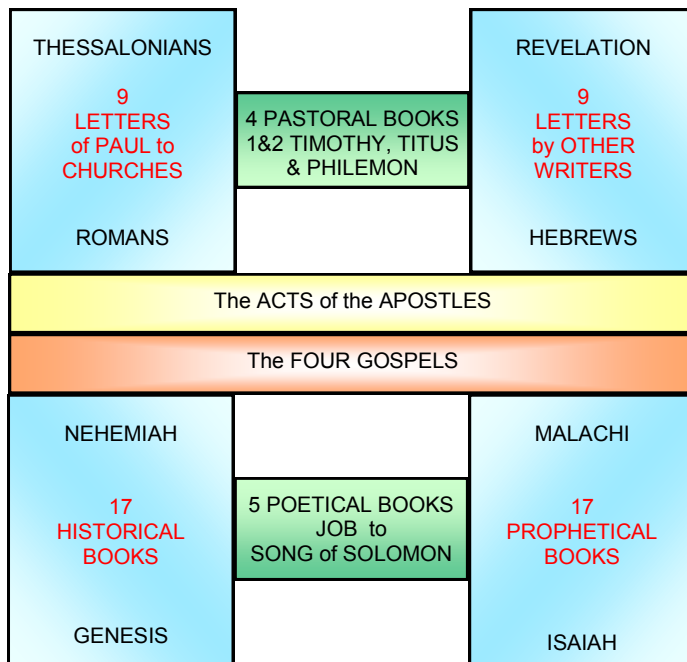 THESSALONIANS
9
LETTERS
of PAUL to
CHURCHES
ROMANS
4 PASTORAL BOOKS
1&2 TIMOTHY, TITUS
& PHILEMON
REVELATION
9
LETTERS
by OTHER
WRITERS
HEBREWS
The ACTS of the APOSTLES
The FOUR GOSPELS
NEHEMIAH
17
HISTORICAL
BOOKS
GENESIS
5 POETICAL BOOKS
JOB to
SONG of SOLOMON
MALACHI
17
PROPHETICAL
BOOKS
ISAIAH